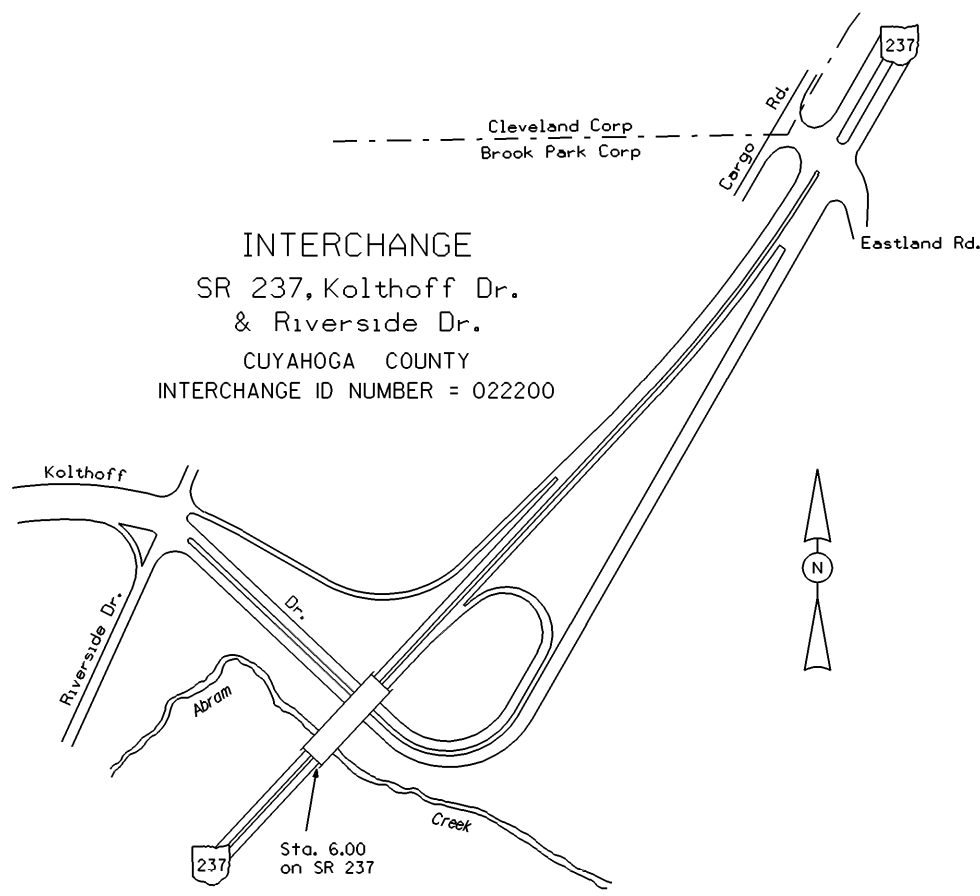 237
Rd.
Cleveland Corp
Brook Park Corp
Cargo
Eastland Rd.
INTERCHANGE
SR 237, Kolthoff Dr.
& Riverside Dr.
CUYAHOGA COUNTY
INTERCHANGE ID NUMBER = 022200
Kolthoff
N
Dr.
Riverside Dr.
Abram
Creek
Sta. 6.00
on SR 237
237